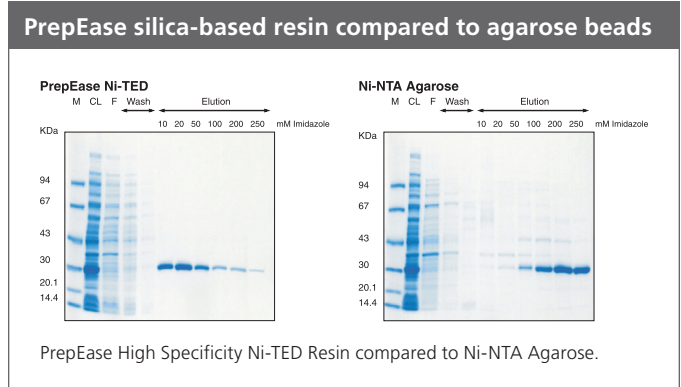 PrepEase silica-based resin compared to agarose beads
PrepEase Ni-TED
M CL F Wash Elution
10 20 50 100 200 250 mM Imidazole
KDa
94
67
43
30
20.1
14.4
Ni-NTA Agarose
M CL F Wash Elution
10 20 50 100 200 250 mM Imidazole
KDa
94
67
43
30
20.1
14.4
PrepEase High Specificity Ni-TED Resin compared to Ni-NTA Agarose.